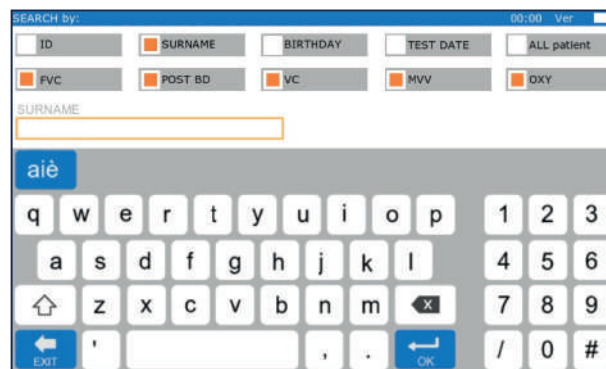 SEARCH by: 00:00 Ver
ID SURNAME BIRTHDAY TEST DATE ALL patient
FVC POST BD VC MVV OXY
SURNAME
aiè
q w e r t y u i o p 1 2 3
a s d f g h j k l 4 5 6
z x c v b n m x 7 8 9
EXIT ' , . OK / 0 #